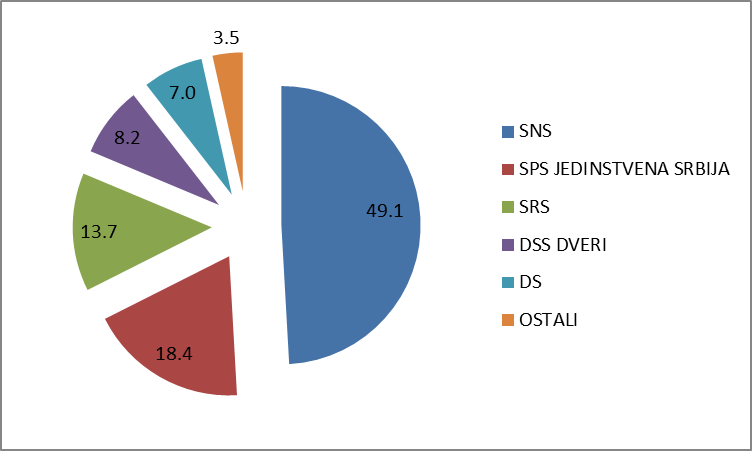 3.5
7.0
8.2
13.7
18.4
49.1
SNS
SPS JEDINSTVENA SRBIJA
SRS
DSS DVERI
DS
OSTALI